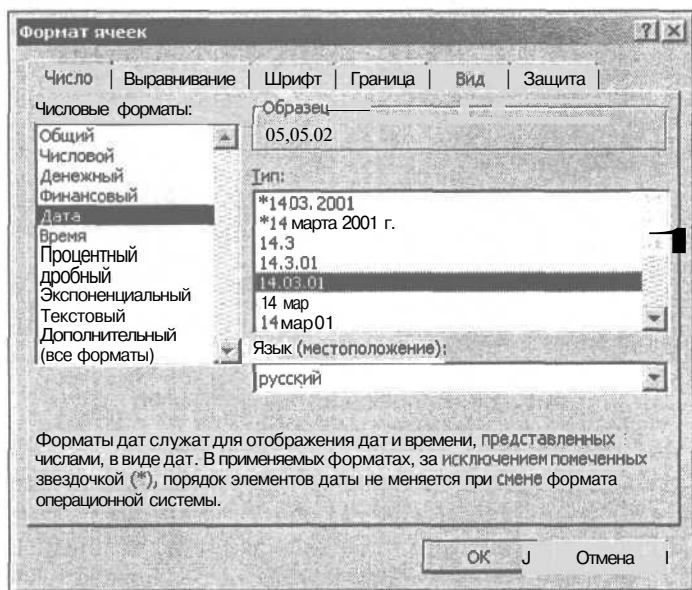 Формат ячеек
Число | Выравнивание | Шрифт | Граница | Вид | Защита |
Числовые форматы:
Общий
Числовой
Денежный
Финансовый
Дата
Время
Процентный
дробный
Экспоненциальный
Текстовый
Дополнительный
(все форматы)
Образец
05,05.02
Тип:
*14.03.2001
*14 марта 2001 г.
14.3
14.3.01
14.03.01
14 мар
14 мар 01
Язык (местоположение):
русский
Форматы дат служат для отображения дат и времени, представленных
числами, в виде дат. В применяемых форматах, за исключением помеченных
звездочкой (*), порядок элементов даты не меняется при смене формата
операционной системы.
OK J Отмена